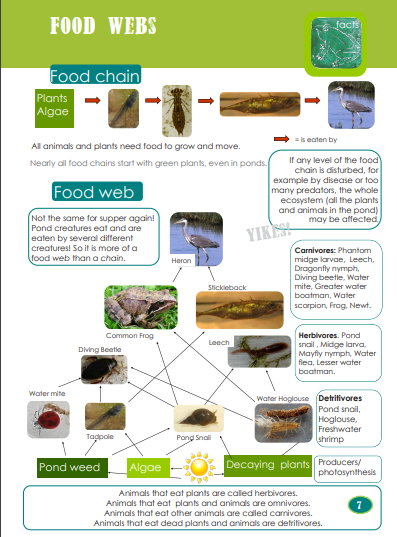 FOOD WEBS
facts
Food chain
Plants
Algae
= is eaten by
All animals and plants need food to grow and move.
Nearly all food chains start with green plants, even in ponds.
If any level of the food
chain is disturbed, for
example by disease or too
many predators, the whole
ecosystem (all the plants
and animals in the pond)
may be affected.
Food web
YIKES!
Not the same for supper again!
Pond creatures eat and are
eaten by several different
creatures! So it is more of a
food web than a chain.
Heron
Stickleback
Carnivores: Phantom
midge larvae, Leech,
Dragonfly nymph,
Diving beetle, Water
mite, Greater water
boatman, Water
scorpion, Frog, Newt.
Common Frog
Leech
Diving Beetle
Herbivores. Pond
snail , Midge larva,
Mayfly nymph, Water
flea, Lesser water
boatman.
Water mite
Tadpole
Pond Snail
Water Hoglouse
Detritivores
Pond snail,
Hoglouse,
Freshwater
shrimp
Pond weed
Algae
Decaying plants
Producers/
photosynthesis
Animals that eat plants are called herbivores.
Animals that eat plants and animals are omnivores.
Animals that eat other animals are called carnivores.
Animals that eat dead plants and animals are detritivores.
7